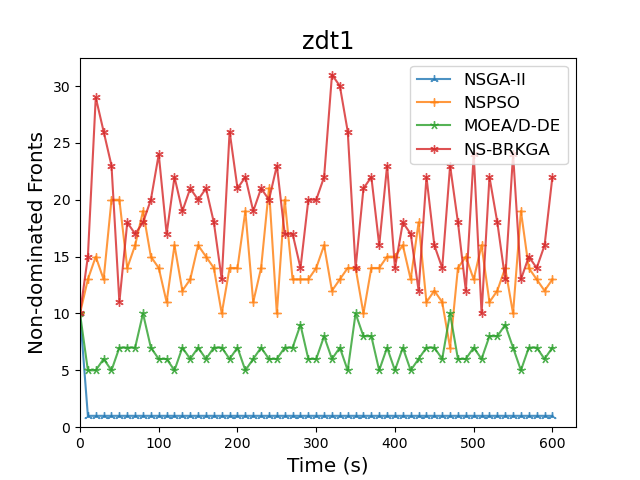 zdt1
NSGA-II
NSPSO
MOEA/D-DE
NS-BRKGA
Non-dominated Fronts
30
25
20
15
10
5
0
0 100 200 300 400 500 600
Time (s)